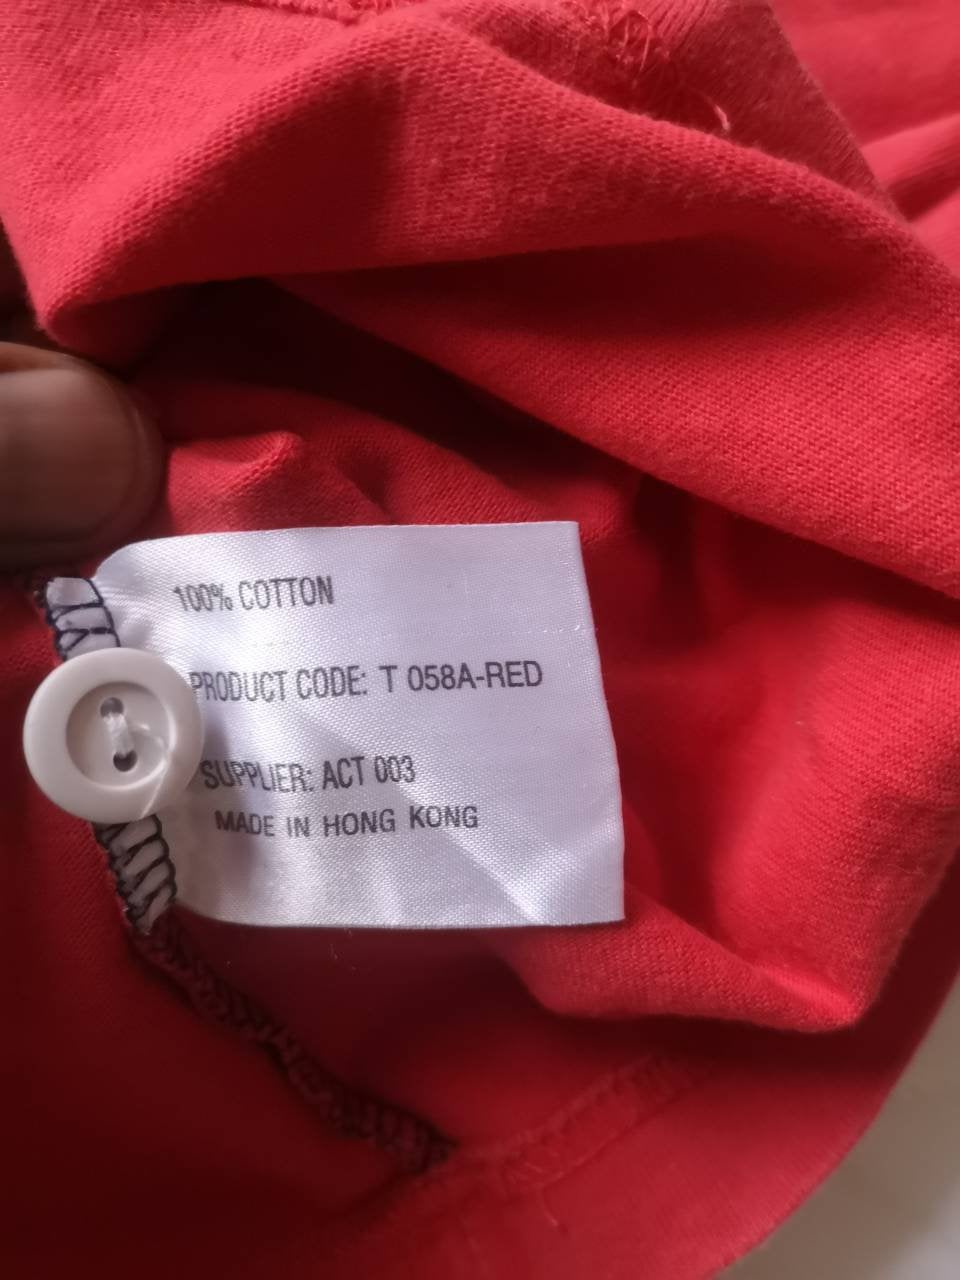 100% COTTON
PRODUCT CODE: T 058A-RED
SUPPLIER: ACT 003
MADE IN HONG KONG